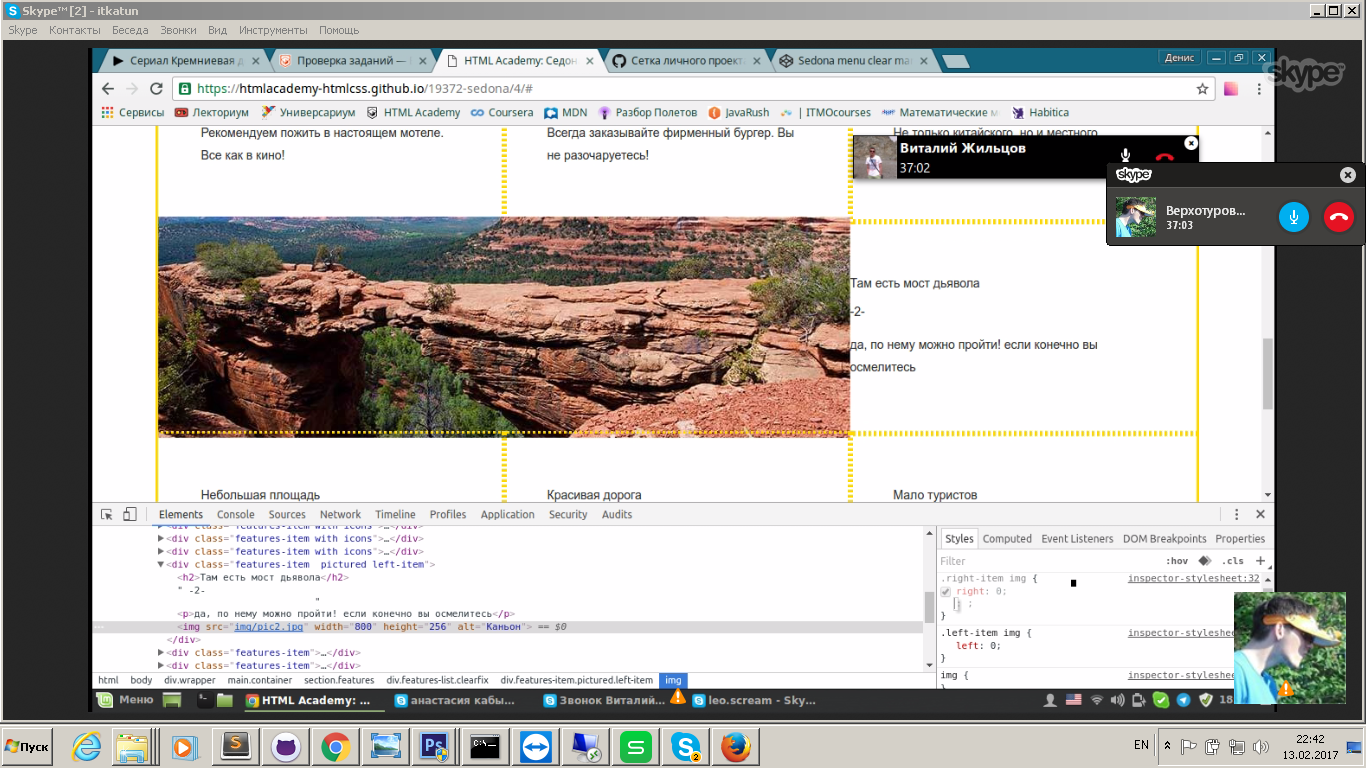 Skype™ [2] - itkatun
Skype Контакты Беседа Звонки Вид Инструменты Помощь
Сериал Кремниевая д
Проверка заданий —
HTML Academy: Седон
Сетка личного проект
Sedona menu clear ma
Денис
https://htmlacademy-htmlcss.github.io/19372-sedona/4/#
skype
Сервисы Лекториум Универсариум HTML Academy Coursera MDN Разбор Полетов JavaRush | ITMOcourses Математические м Habitica
Рекомендуем пожить в настоящем мотеле.
Все как в кино!
Всегда заказывайте фирменный бургер. Вы
не разочаруетесь!
Не только китайского, но и местного
Виталий Жильцов
37:02
skype
Верхотуров...
37:03
Там есть мост дьявола
-2-
да, по нему можно пройти! если конечно вы
осмелитесь
Небольшая площадь
Красивая дорога
Мало туристов
Elements Console Sources Network Timeline Profiles Application Security Audits
<div class="features-item with icons">…</div>
<div class="features-item with icons">…</div>
<div class="features-item with icons">…</div>
<div class="features-item  pictured left-item">
<h2>Там есть мост дьявола</h2>
" -2-
"
<p>да, по нему можно пройти! если конечно вы осмелитесь</p>
… <img src="img/pic2.jpg" width="800" height="256" alt="Каньон"> == $0
</div>
<div class="features-item">…</div>
<div class="features-item">…</div>
Styles Computed Event Listeners DOM Breakpoints Properties
Filter :hov .cls +
.right-item img { inspector-stylesheet:32
right: 0;
: ;
}
.left-item img { inspector-stylesheet
left: 0;
}
img { inspector-styleshee
html body div.wrapper main.container section.features div.features-list.clearfix div.features-item.pictured.left-item img
Меню
HTML Academy: ...
анастасия кабы...
Звонок Виталий...
leo.scream - Sky...
18
Пуск
2
EN
22:42
13.02.2017